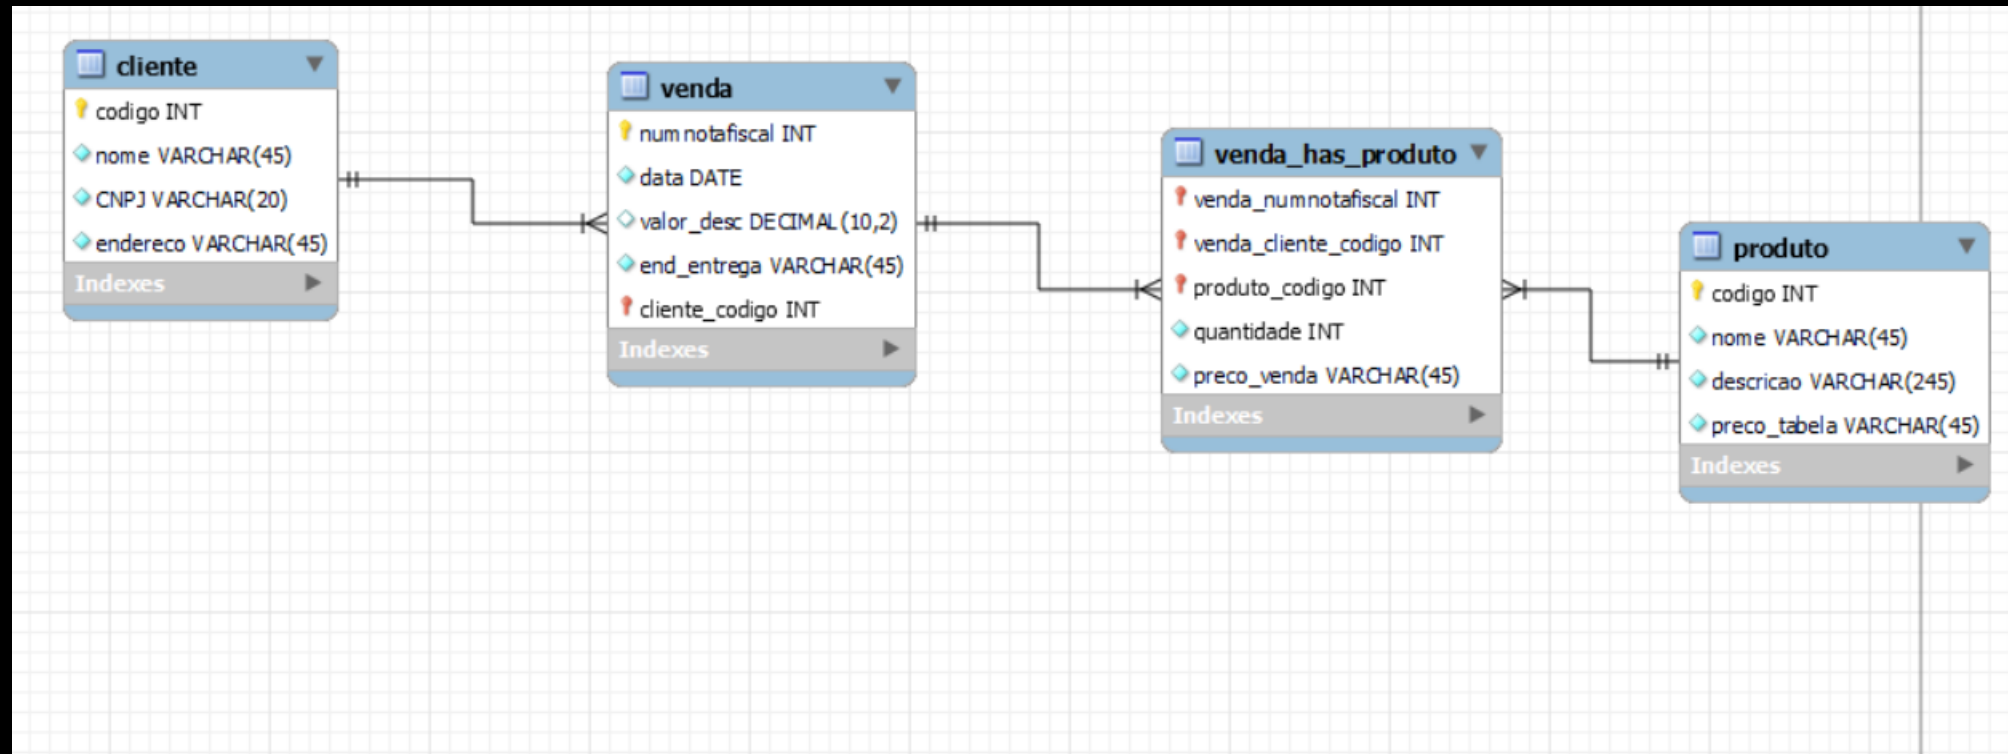 cliente
codigo INT
nome VARCHAR(45)
CNPJ VARCHAR(20)
endereco VARCHAR(45)
Indexes
venda
numnotafiscal INT
data DATE
valor_desc DECIMAL(10,2)
end_entrega VARCHAR(45)
cliente_codigo INT
Indexes
venda_has_produto
venda_numnotafiscal INT
venda_cliente_codigo INT
produto_codigo INT
quantidade INT
preco_venda VARCHAR(45)
Indexes
produto
codigo INT
nome VARCHAR(45)
descricao VARCHAR(245)
preco_tabela VARCHAR(45)
Indexes